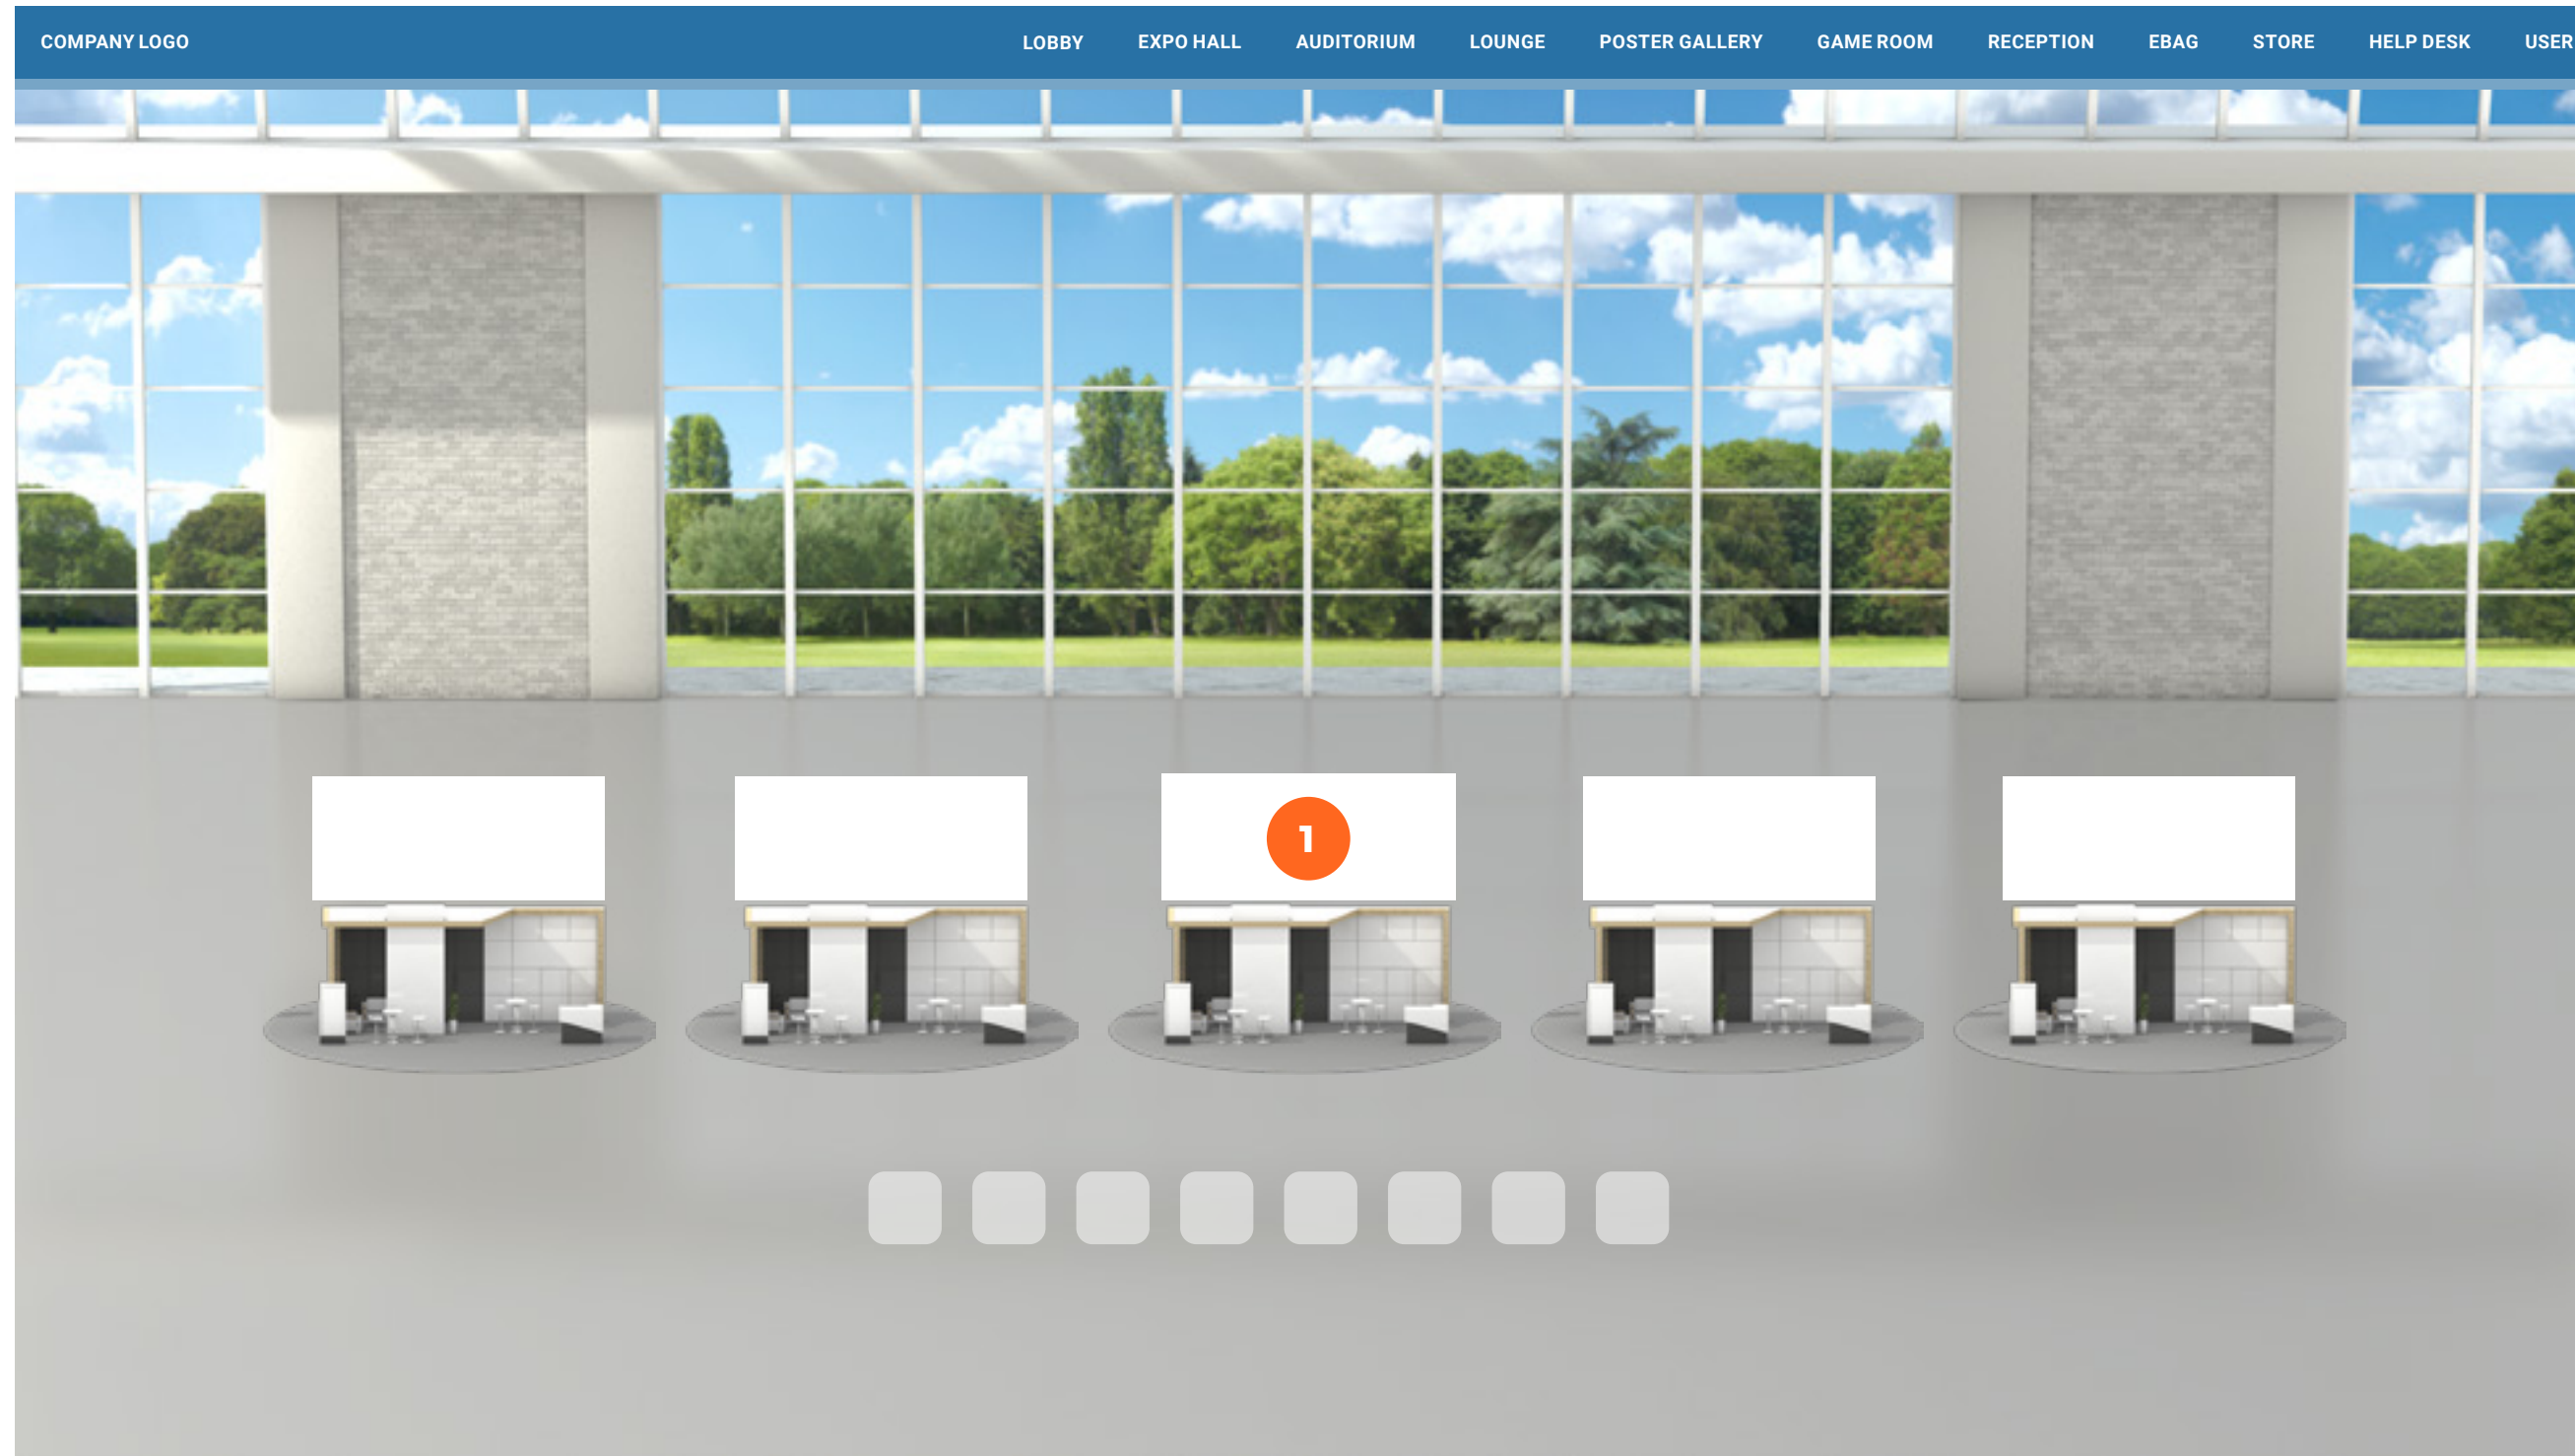 COMPANY LOGO
LOBBY EXPO HALL AUDITORIUM LOUNGE POSTER GALLERY GAME ROOM RECEPTION EBAG STORE HELP DESK USER
1